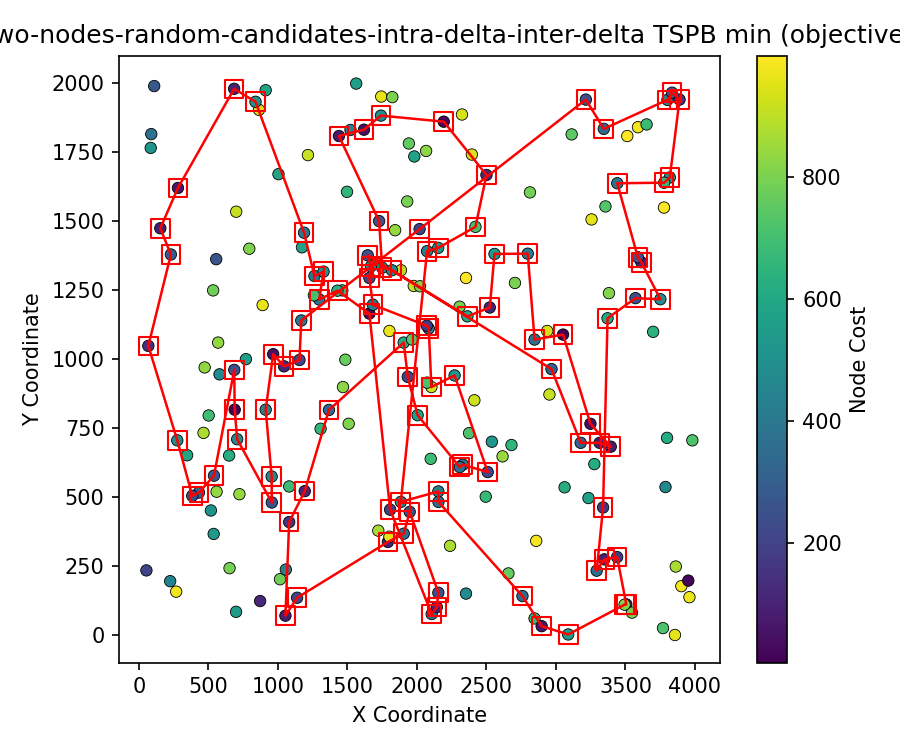 wo-nodes-random-candidates-intra-delta-inter-delta TSPB min (objective
2000
1750
1500
1250
1000
750
500
250
0
Y Coordinate
0 500 1000 1500 2000 2500 3000 3500 4000
X Coordinate
800
600
400
200
Node Cost